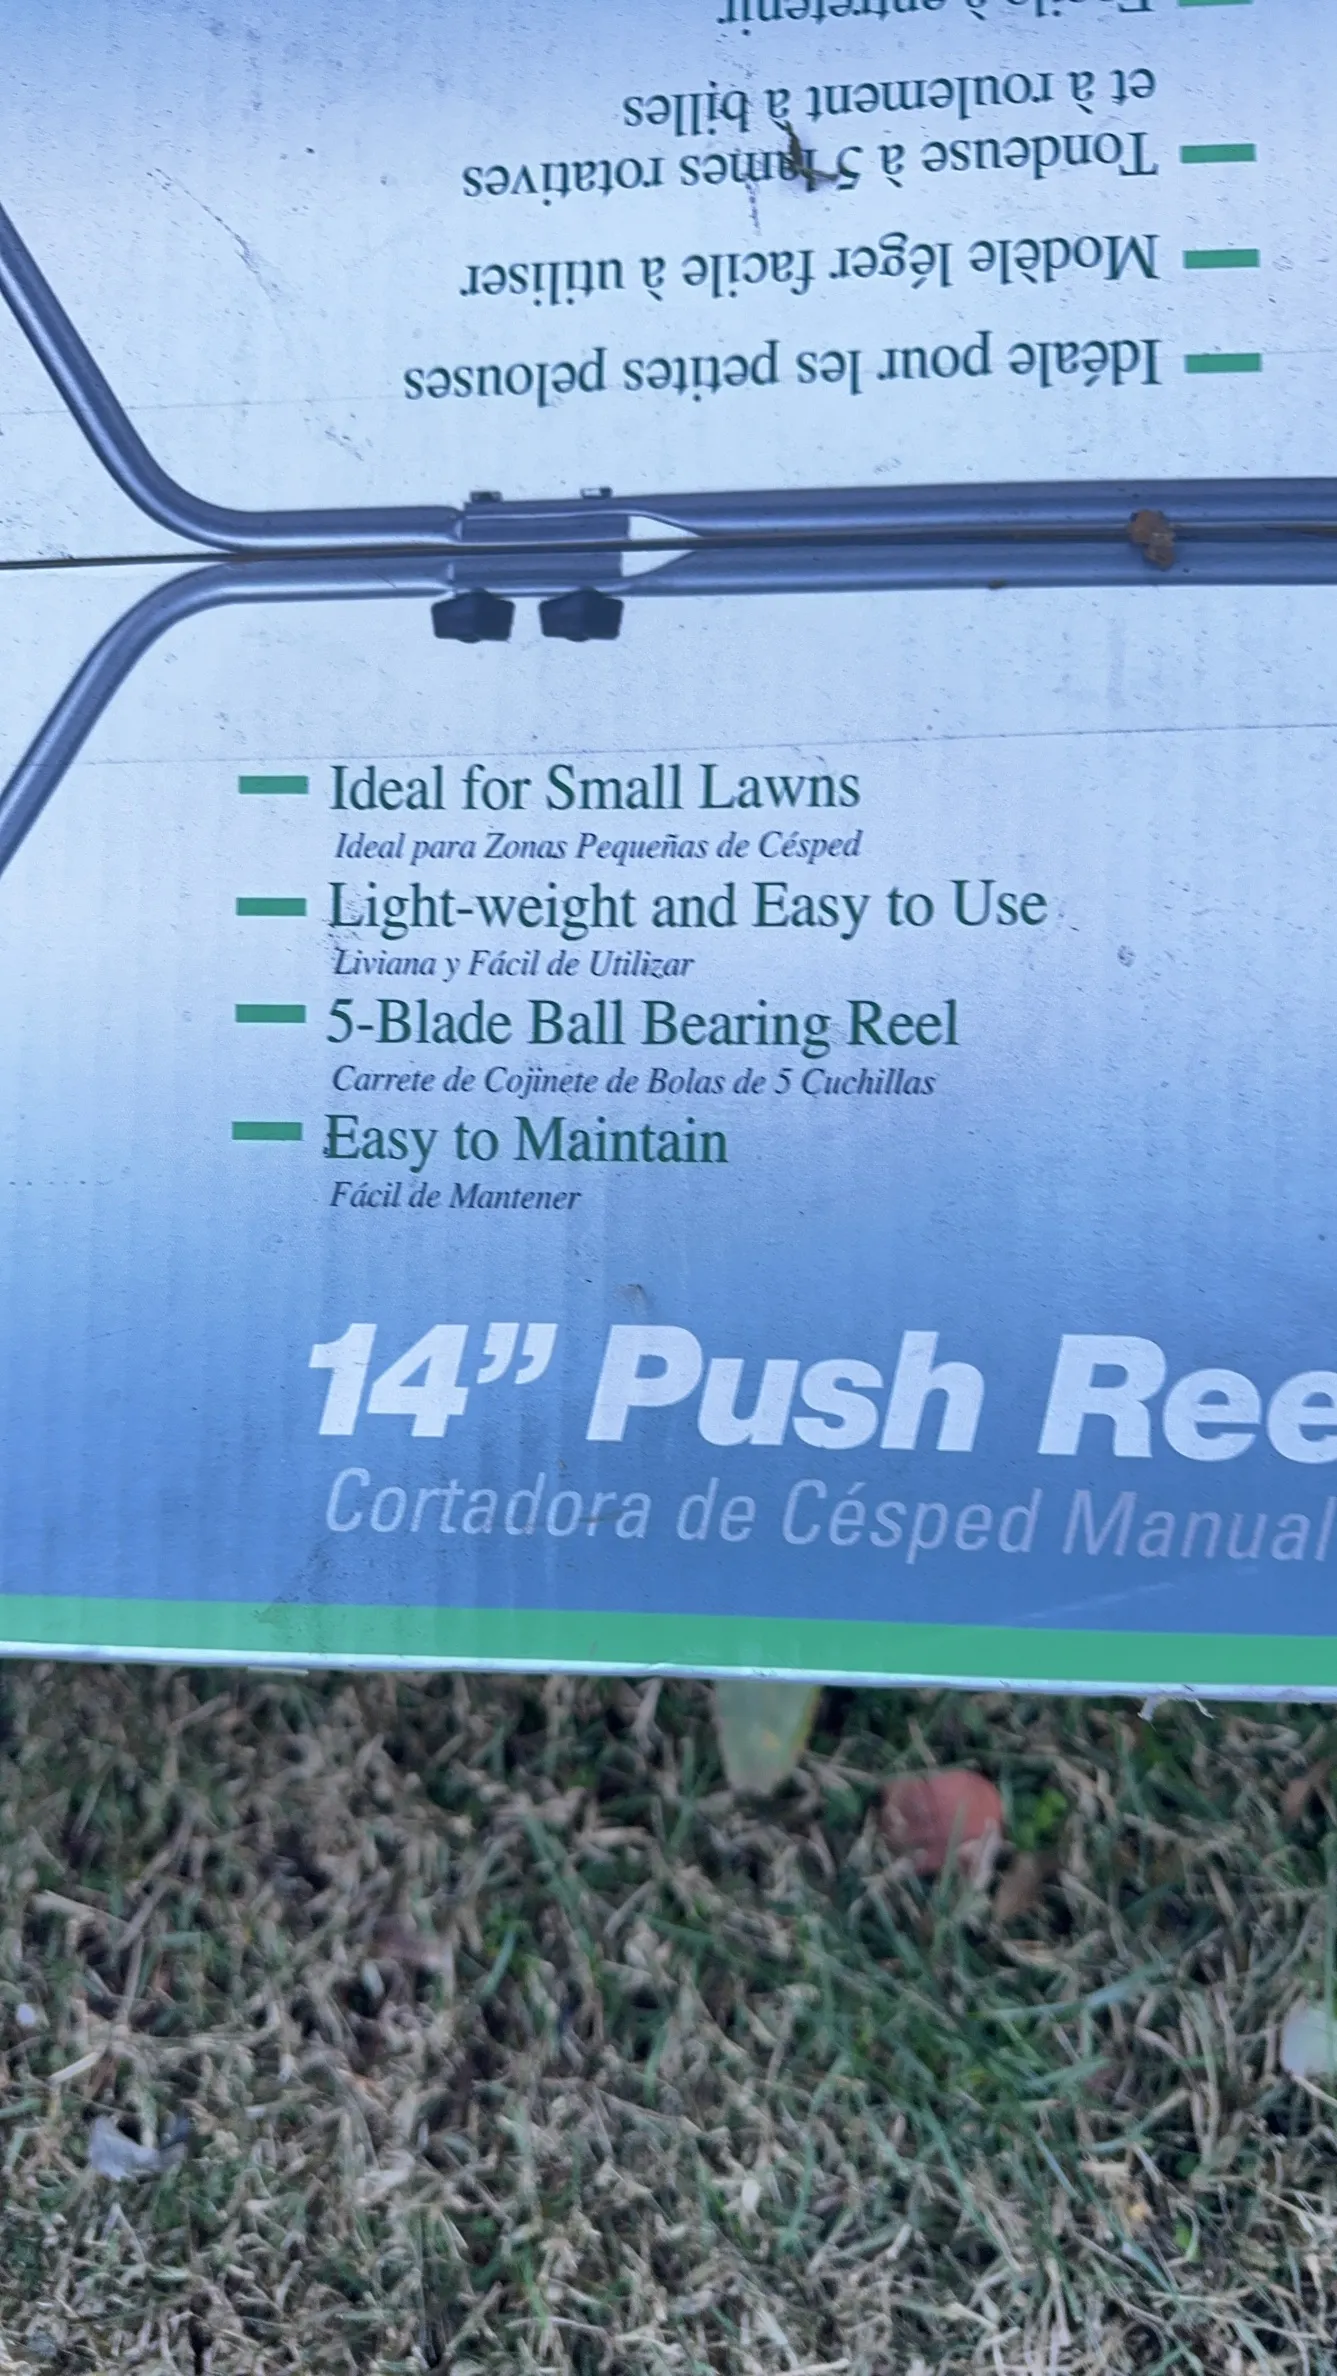 Idéale pour les petites pelouses
Modèle léger facile à utiliser
Tondeuse à 5 lames rotatives
et à roulement à billes
Facile à entretenir
Ideal for Small Lawns
Ideal para Zonas Pequeñas de Césped
Light-weight and Easy to Use
Liviana y Fácil de Utilizar
5-Blade Ball Bearing Reel
Carrete de Cojinete de Bolas de 5 Cuchillas
Easy to Maintain
Fácil de Mantener
14” Push Ree
Cortadora de Césped Manual